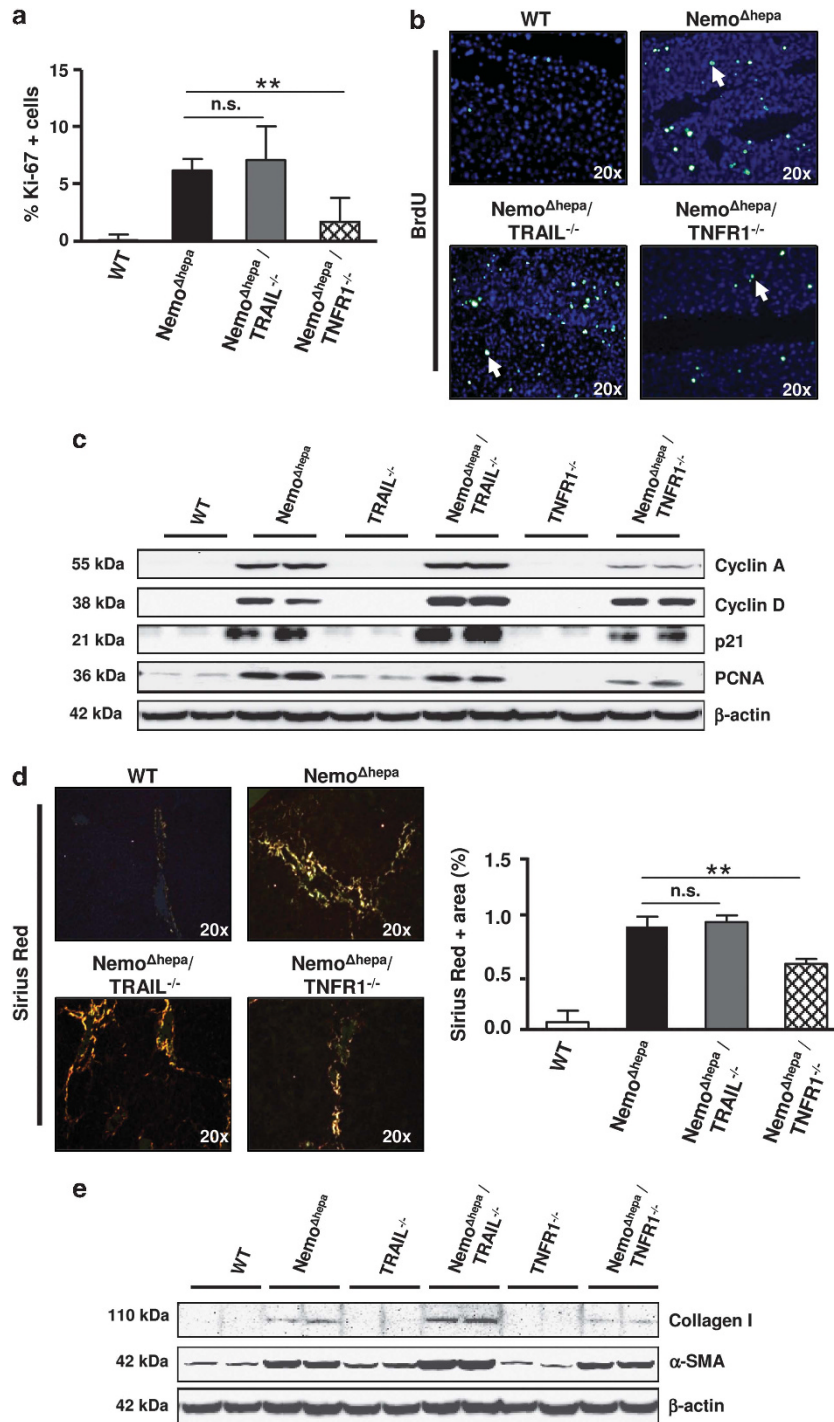 a
% Ki-67 + cells
15
10
5
0
**
n.s.
WT
Nemo^Δhepa
Nemo^Δhepa/
TRAIL^-/-
Nemo^Δhepa/
TNFR1^-/-
b
BrdU
WT
Nemo^Δhepa
20x
20x
Nemo^Δhepa/
TRAIL^-/-
Nemo^Δhepa/
TNFR1^-/-
20x
20x
c
WT
Nemo^Δhepa
TRAIL^-/-
Nemo^Δhepa/
TRAIL^-/-
TNFR1^-/-
Nemo^Δhepa/
TNFR1^-/-
55 kDa Cyclin A
38 kDa Cyclin D
21 kDa p21
36 kDa PCNA
42 kDa β-actin
d
Sirius Red
WT
Nemo^Δhepa
20x
20x
Nemo^Δhepa/
TRAIL^-/-
Nemo^Δhepa/
TNFR1^-/-
20x
20x
Sirius Red + area (%)
1.5
1.0
0.5
0.0
**
n.s.
WT
Nemo^Δhepa
Nemo^Δhepa/
TRAIL^-/-
Nemo^Δhepa/
TNFR1^-/-
e
WT
Nemo^Δhepa
TRAIL^-/-
Nemo^Δhepa/
TRAIL^-/-
TNFR1^-/-
Nemo^Δhepa/
TNFR1^-/-
110 kDa Collagen I
42 kDa α-SMA
42 kDa β-actin